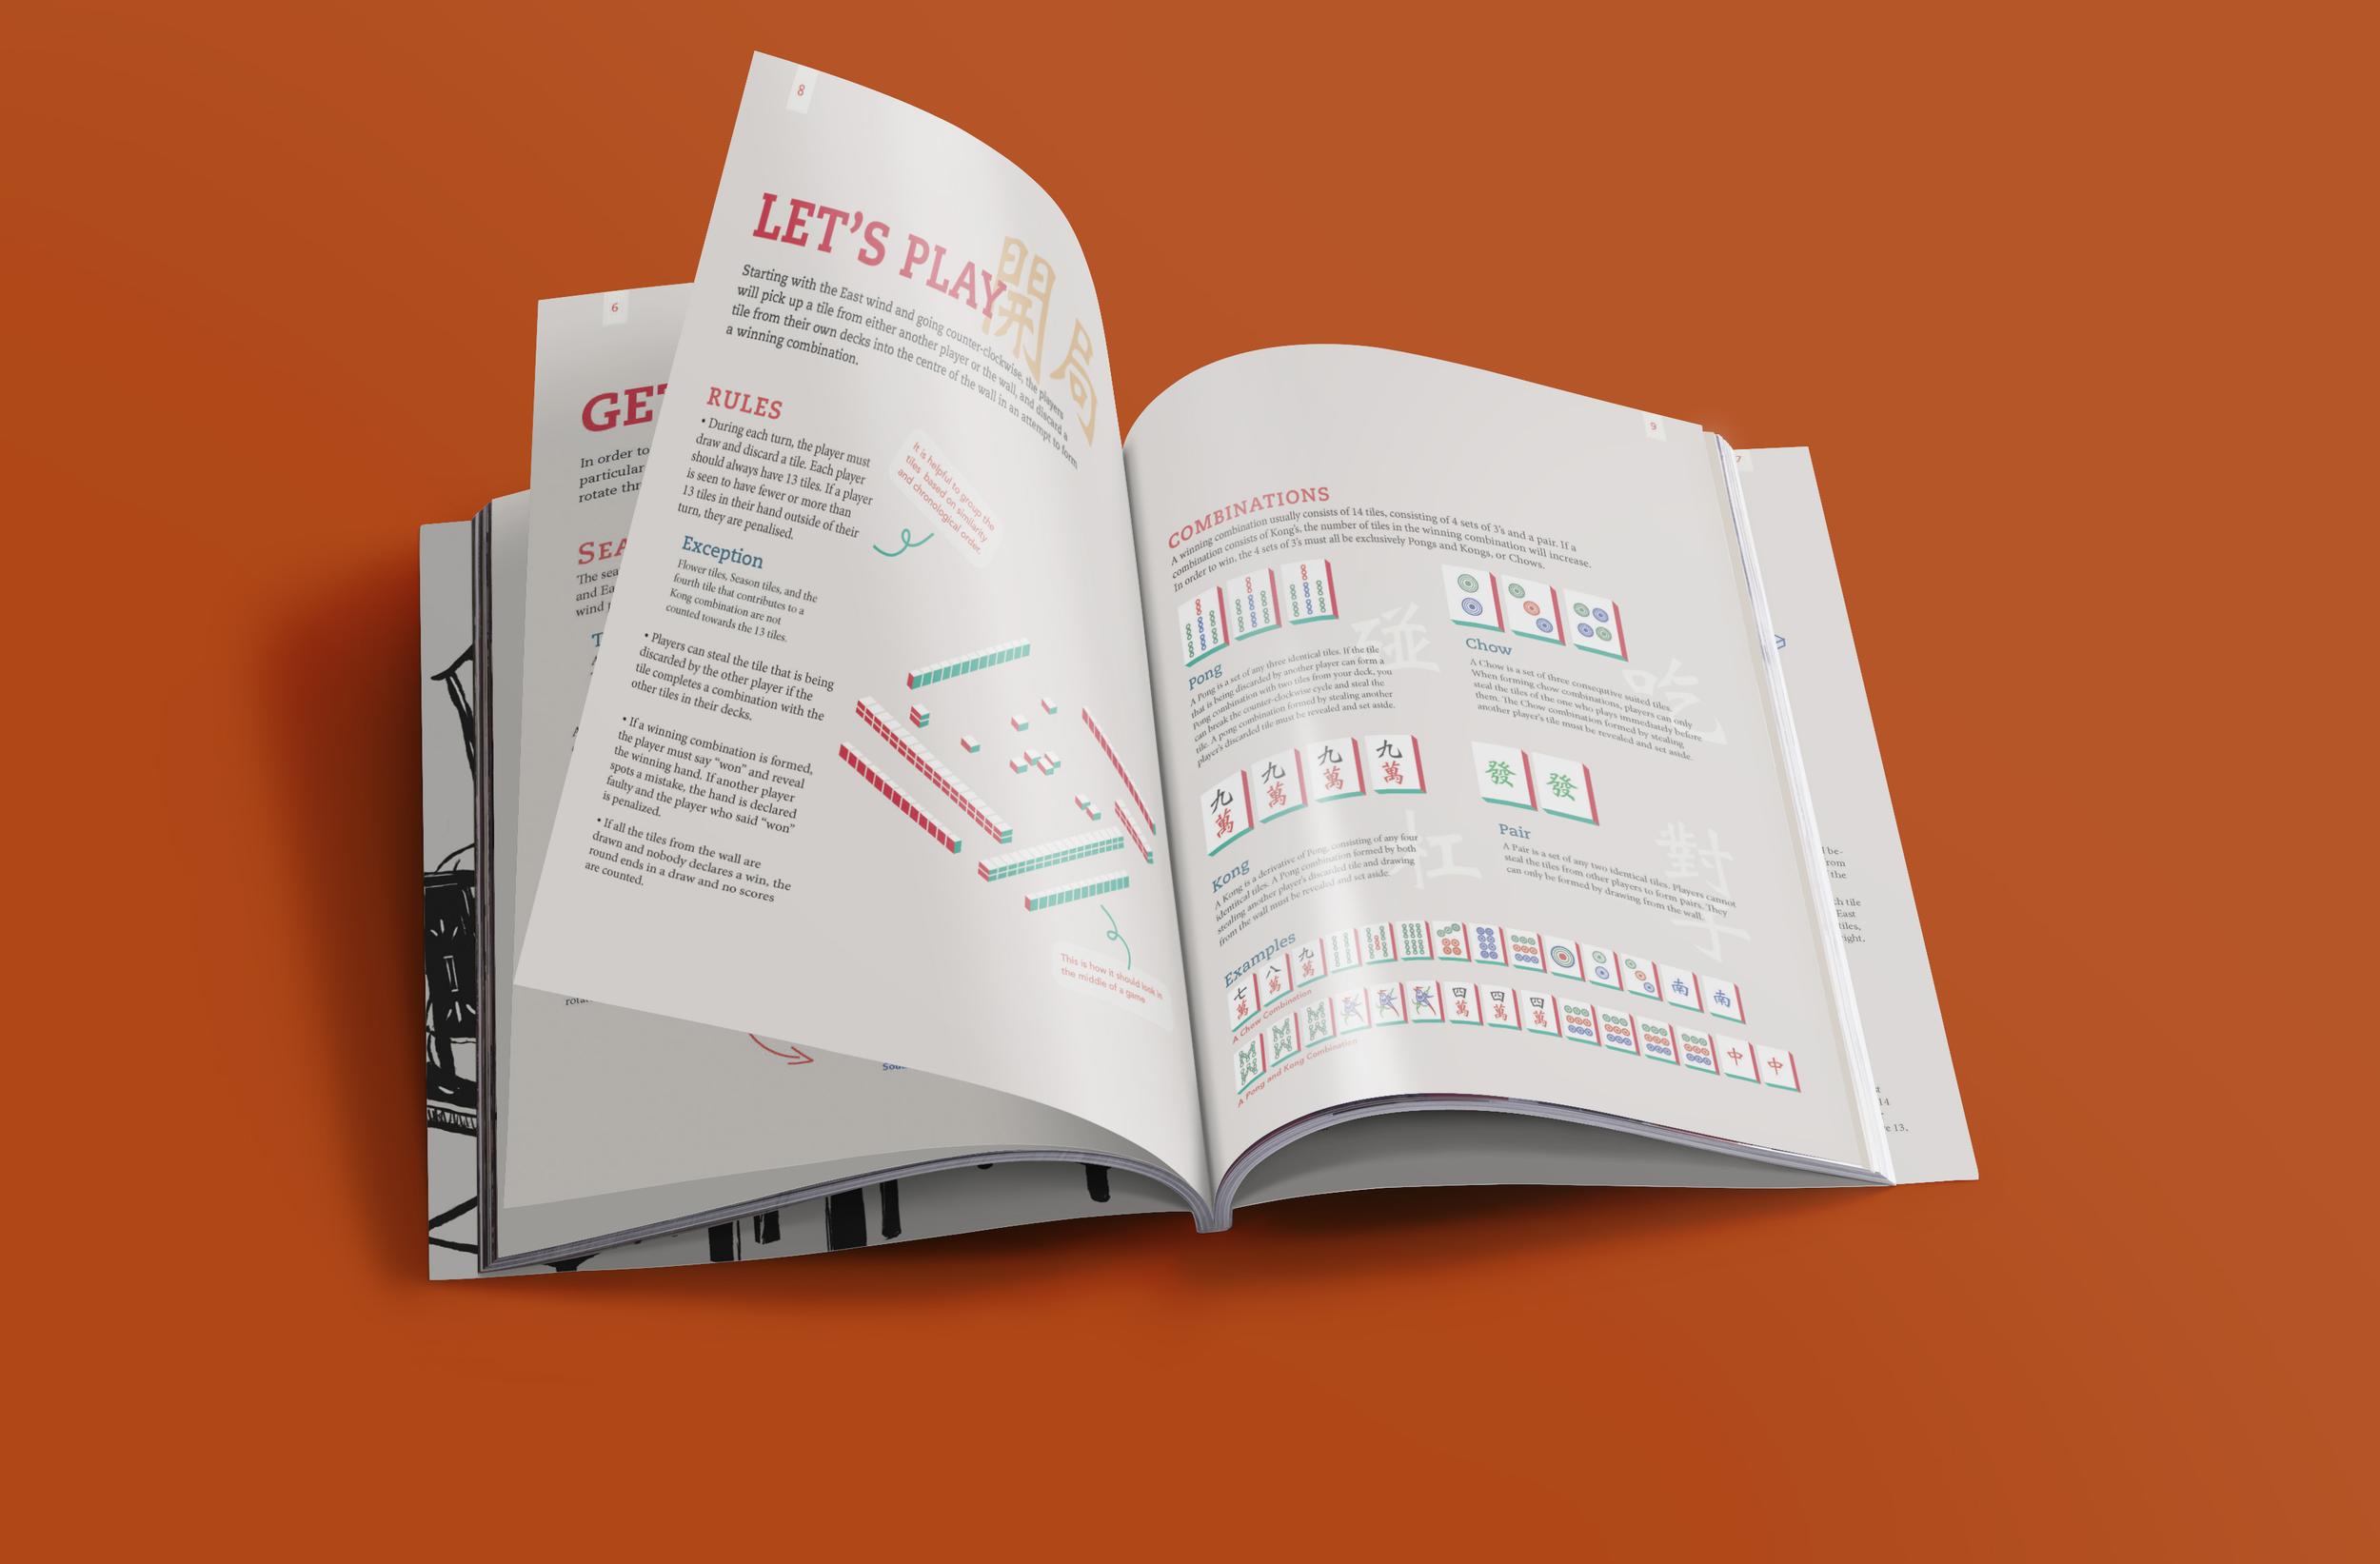 8
LET'S PLAY
開局
Starting with the East wind and going counter-clockwise, the players
will pick up a tile from either another player or the wall, and discard a
tile from their own decks into the centre of the wall in an attempt to form
a winning combination.
RULES
• During each turn, the player must
draw and discard a tile. Each player
should always have 13 tiles. If a player
is seen to have fewer or more than
13 tiles in their hand outside of their
turn, they are penalised.
It is helpful to group the
tiles based on similarity
and chronological order.
Exception
Flower tiles, Season tiles, and the
fourth tile that contributes to a
Kong combination are not
counted towards the 13 tiles.
• Players can steal the tile that is being
discarded by the other player if the
tile completes a combination with the
other tiles in their decks.
• If a winning combination is formed,
the player must say "won" and reveal
the winning hand. If another player
spots a mistake, the hand is declared
faulty and the player who said "won"
is penalized.
• If all the tiles from the wall are
drawn and nobody declares a win, the
round ends in a draw and no scores
are counted.
This is how it should look in
the middle of a game
6
GET
In order to
particular
rotate thr
SEA
The sea
and Ea
wind
9
COMBINATIONS
A winning combination usually consists of 14 tiles, consisting of 4 sets of 3's and a pair. If a
combination consists of Kong's, the number of tiles in the winning combination will increase.
In order to win, the 4 sets of 3's must all be exclusively Pongs and Kongs, or Chows.
碰
Pong
A Pong is a set of any three identical tiles. If the tile
that is being discarded by another player can form a
Pong combination with two tiles from your deck, you
can break the counter-clockwise cycle and steal the
tile. A pong combination formed by stealing another
player's discarded tile must be revealed and set aside.
吃
Chow
A Chow is a set of three consequtive suited tiles.
When forming chow combinations, players can only
steal the tiles of the one who plays immediately before
them. The Chow combination formed by stealing
another player's tile must be revealed and set aside
九萬 九萬 九萬 九萬
杠
Kong
A Kong is a derivative of Pong, consisting of any four
identitcal tiles. A Pong combination formed by both
stealing another player's discarded tile and drawing
from the wall must be revealed and set aside.
發 發
對子
Pair
A Pair is a set of any two identical tiles. Players cannot
steal the tiles from other players to form pairs. They
can only be formed by drawing from the wall.
Examples
七萬 八萬 九萬 南 南
A Chow Combination
四萬 四萬 四萬 中 中
A Pong and Kong Combination
7
be-
rom
the
h tile
East
tiles,
ight,
14
e 13,